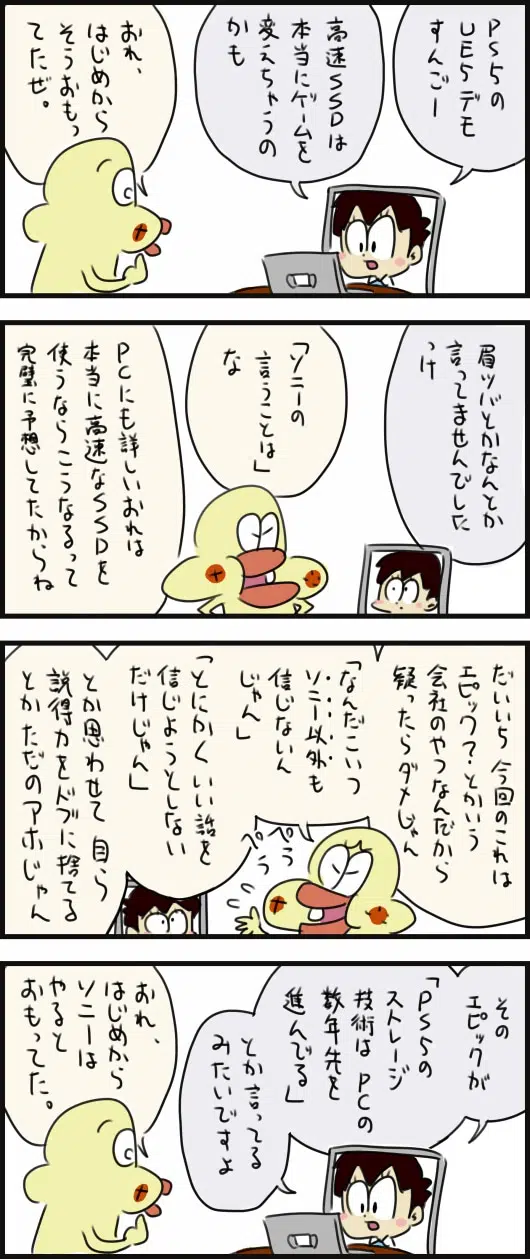 PS5の
UE5デモ
すんごー
高速SSDは
本当にゲームを
変えちゃうの
かも
おれ、
はじめから
そうおもっ
てたぜ。
眉ツバとかなんとか
言ってませんでした
っけ
「ソニーの
言うことは」
な
PCにも詳しいおれは
本当に高速なSSDを
使うならこうなるって
完璧に予想してたからね
だいいち 今回のこれは
エピック?とかいう
会社のやつなんだから
疑ったらダメじゃん
「なんだこいつ
ソニー以外も
信じないん
じゃん」
「とにかくいい話を
信じようとしない
だけじゃん」
とか思わせて 自ら
説得力をドブに捨てる
とか ただのアホじゃん
ぺらぺら
その
エピックが
「PS5の
ストレージ
技術は PCの
数年先を
進んでる」
とか言ってる
みたいですよ
おれ、
はじめから
ソニーは
やると
おもってた。